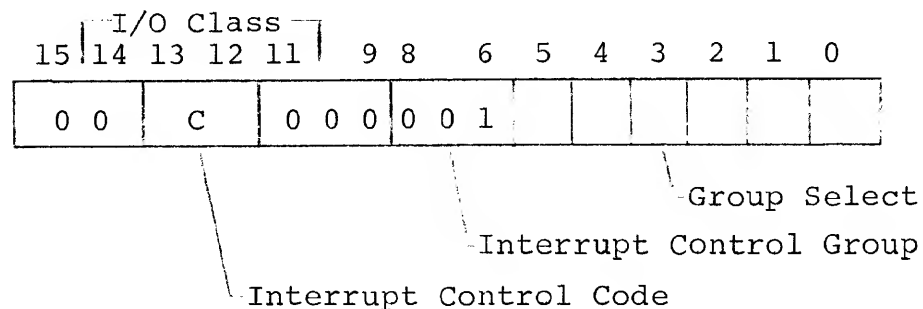 I/O Class
15 14 13 12 11 9 8 6 5 4 3 2 1 0
0 0 C 0 0 0 0 0 1
Group Select
Interrupt Control Group
Interrupt Control Code